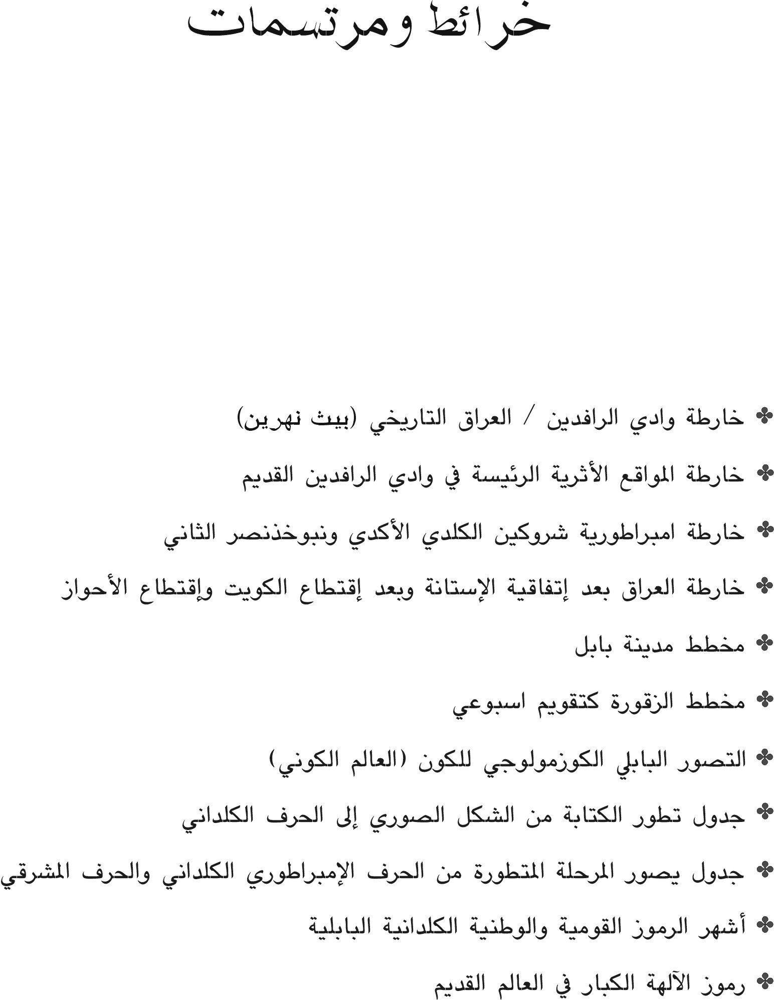 خرائط ومرتسمات
✤ خارطة وادي الرافدين / العراق التاريخي (بيث نهرين)
✤ خارطة المواقع الأثرية الرئيسة في وادي الرافدين القديم
✤ خارطة امبراطورية شروكين الكلدي الأكدي ونبوخذنصر الثاني
✤ خارطة العراق بعد إتفاقية الإستانة وبعد إقتطاع الكويت وإقتطاع الأحواز
✤ مخطط مدينة بابل
✤ مخطط الزقورة كتقويم اسبوعي
✤ التصور البابلي الكوزمولوجي للكون (العالم الكوني)
✤ جدول تطور الكتابة من الشكل الصوري إلى الحرف الكلداني
✤ جدول يصور المرحلة المتطورة من الحرف الإمبراطوري الكلداني والحرف المشرقي
✤ أشهر الرموز القومية والوطنية الكلدانية البابلية
✤ رموز الآلهة الكبار في العالم القديم